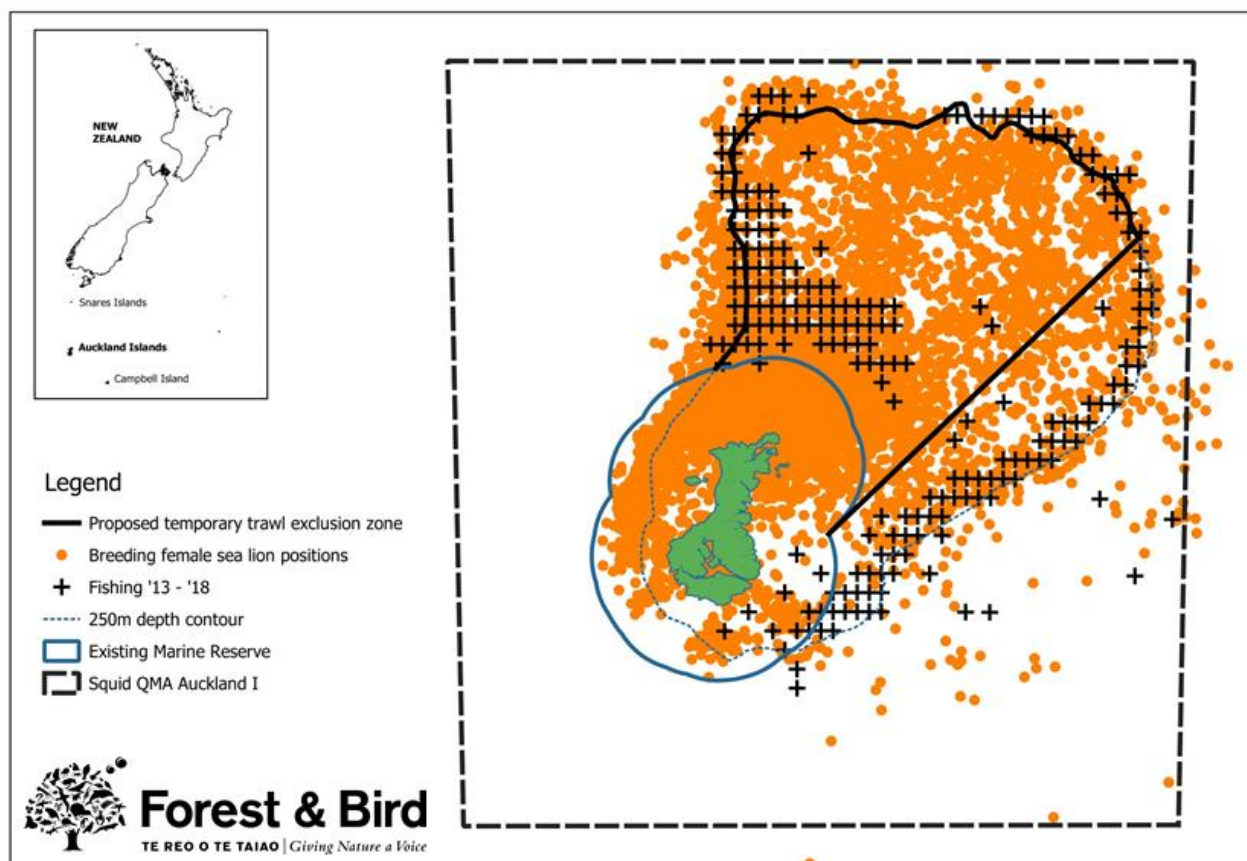 NEW
ZEALAND
Snares Islands
Auckland Islands
Campbell Island
Legend
Proposed temporary trawl exclusion zone
Breeding female sea lion positions
Fishing '13 - '18
250m depth contour
Existing Marine Reserve
Squid QMA Auckland I
Forest & Bird
TE REO O TE TAIAO | Giving Nature a Voice